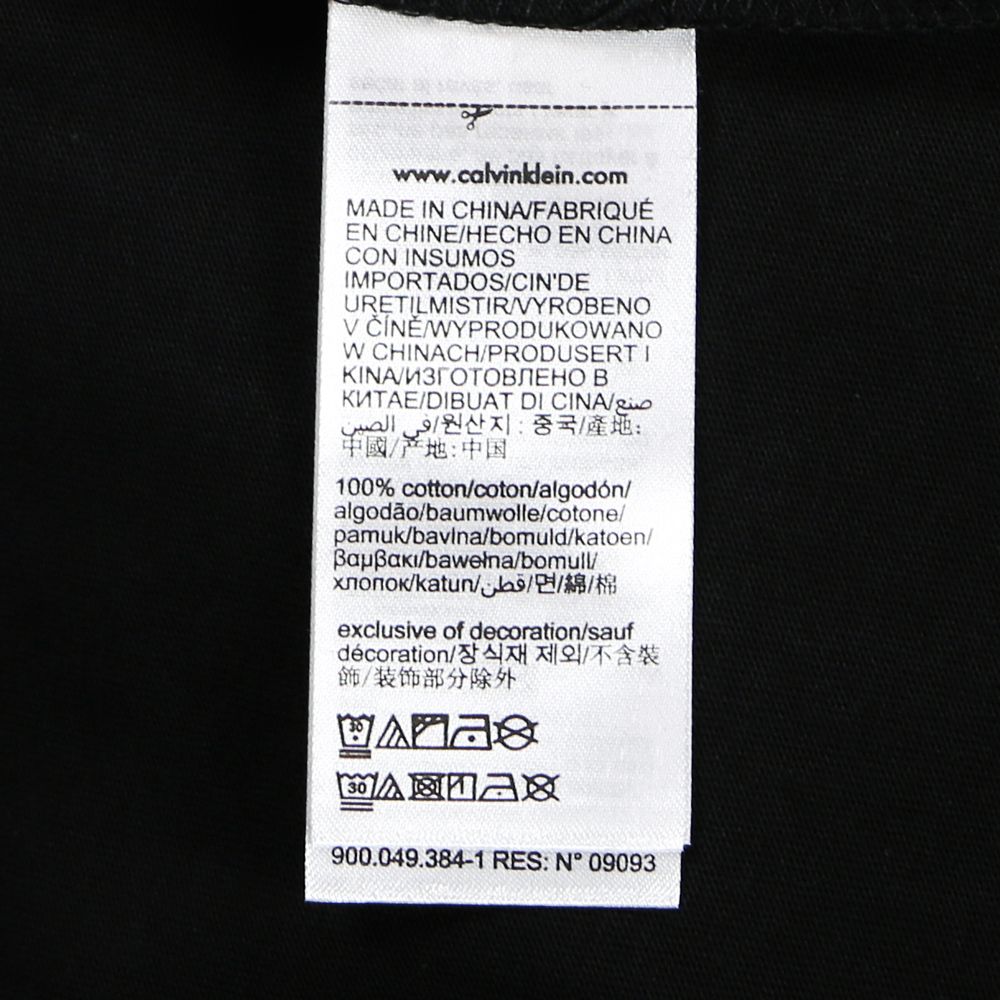 www.calvinklein.com
MADE IN CHINA/FABRIQUÉ
EN CHINE/HECHO EN CHINA
CON INSUMOS
IMPORTADOS/CIN'DE
URETILMISTIR/VYROBENO
V ČÍNĚ/WYPRODUKOWANO
W CHINACH/PRODUSERT I
KINA/ИЗГОТОВЛЕНО В
КИТАЕ/DIBUAT DI CINA/صنع
في الصين/원산지 : 중국/產地:
中國/产地:中国
100% cotton/coton/algodón/
algodão/baumwolle/cotone/
pamuk/bavlna/bomuld/katoen/
βαμβακι/bawełna/bomull/
хлопок/katun/قطن/면/綿/棉
exclusive of decoration/sauf
décoration/장식재 제외/不含裝
飾/装饰部分除外
30
30
900.049.384-1 RES: N° 09093